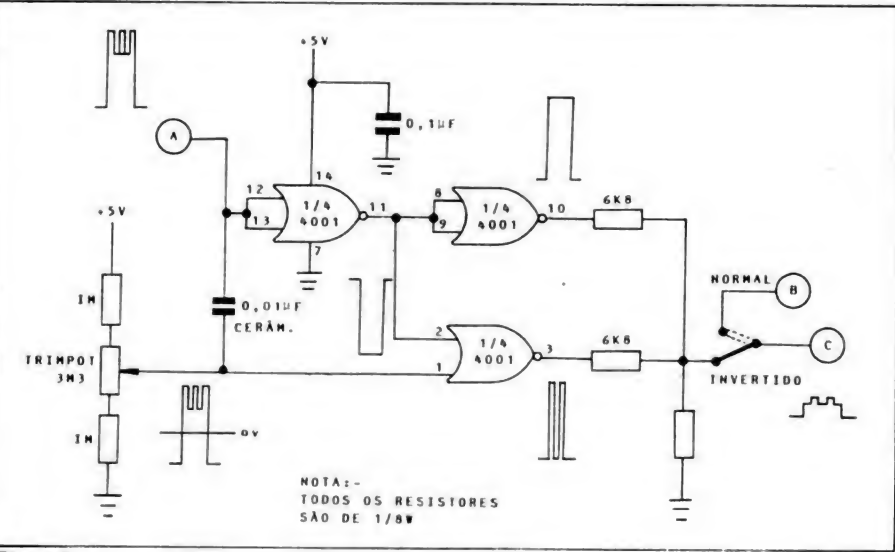 +5V
A
0,1µF
14
12
13
1/4
4001
11
7
8
9
1/4
4001
10
6K8
+5V
1M
0,01µF
CERÂM.
TRIMPOT
3M3
1M
0V
2
1
1/4
4001
3
6K8
NORMAL
B
C
INVERTIDO
NOTA:-
TODOS OS RESISTORES
SÃO DE 1/8W